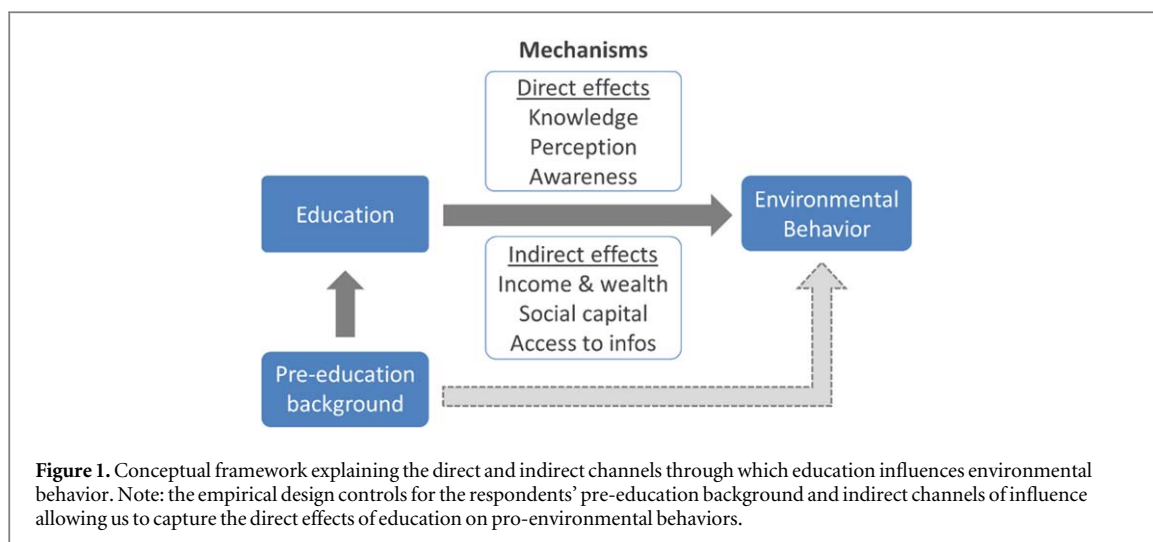 Mechanisms
Direct effects
Knowledge
Perception
Awareness
Education
Environmental
Behavior
Indirect effects
Income & wealth
Social capital
Access to infos
Pre-education
background
Figure 1. Conceptual framework explaining the direct and indirect channels through which education influences environmental
behavior. Note: the empirical design controls for the respondents’ pre-education background and indirect channels of influence
allowing us to capture the direct effects of education on pro-environmental behaviors.